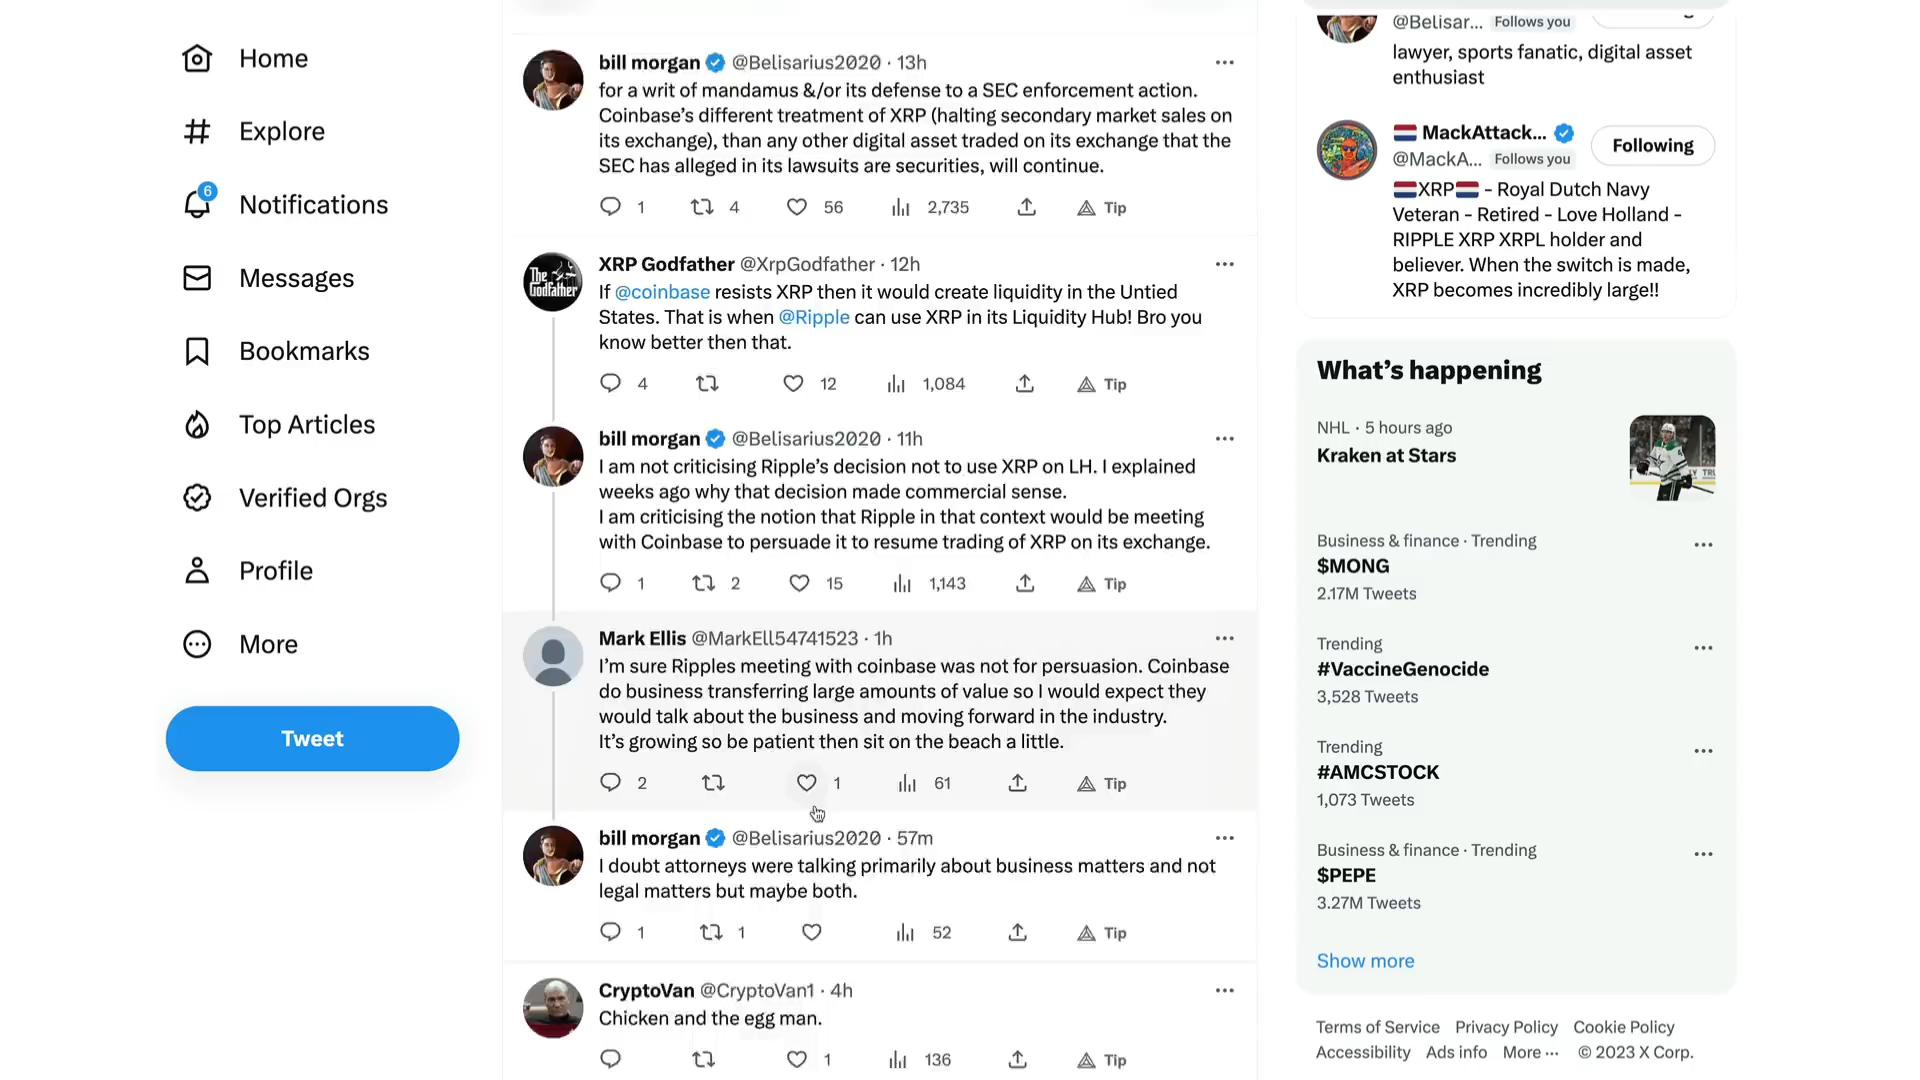 Home
Explore
6
Notifications
Messages
Bookmarks
Top Articles
Verified Orgs
Profile
More
Tweet
bill morgan @Belisarius2020 · 13h
for a writ of mandamus &/or its defense to a SEC enforcement action.
Coinbase’s different treatment of XRP (halting secondary market sales on
its exchange), than any other digital asset traded on its exchange that the
SEC has alleged in its lawsuits are securities, will continue.
1 4 56 2,735 Tip
The Godfather
XRP Godfather @XrpGodfather · 12h
If @coinbase resists XRP then it would create liquidity in the Untied
States. That is when @Ripple can use XRP in its Liquidity Hub! Bro you
know better then that.
4 12 1,084 Tip
bill morgan @Belisarius2020 · 11h
I am not criticising Ripple’s decision not to use XRP on LH. I explained
weeks ago why that decision made commercial sense.
I am criticising the notion that Ripple in that context would be meeting
with Coinbase to persuade it to resume trading of XRP on its exchange.
1 2 15 1,143 Tip
Mark Ellis @MarkEll54741523 · 1h
I’m sure Ripples meeting with coinbase was not for persuasion. Coinbase
do business transferring large amounts of value so I would expect they
would talk about the business and moving forward in the industry.
It’s growing so be patient then sit on the beach a little.
2 1 61 Tip
bill morgan @Belisarius2020 · 57m
I doubt attorneys were talking primarily about business matters and not
legal matters but maybe both.
1 1 52 Tip
CryptoVan @CryptoVan1 · 4h
Chicken and the egg man.
1 136 Tip
@Belisar... Follows you
lawyer, sports fanatic, digital asset
enthusiast
MackAttack... Following
@MackA... Follows you
XRP - Royal Dutch Navy
Veteran - Retired - Love Holland -
RIPPLE XRP XRPL holder and
believer. When the switch is made,
XRP becomes incredibly large!!
What’s happening
NHL · 5 hours ago
Kraken at Stars
Business & finance · Trending
$MONG
2.17M Tweets
Trending
#VaccineGenocide
3,528 Tweets
Trending
#AMCSTOCK
1,073 Tweets
Business & finance · Trending
$PEPE
3.27M Tweets
Show more
Terms of Service Privacy Policy Cookie Policy
Accessibility Ads info More ··· © 2023 X Corp.